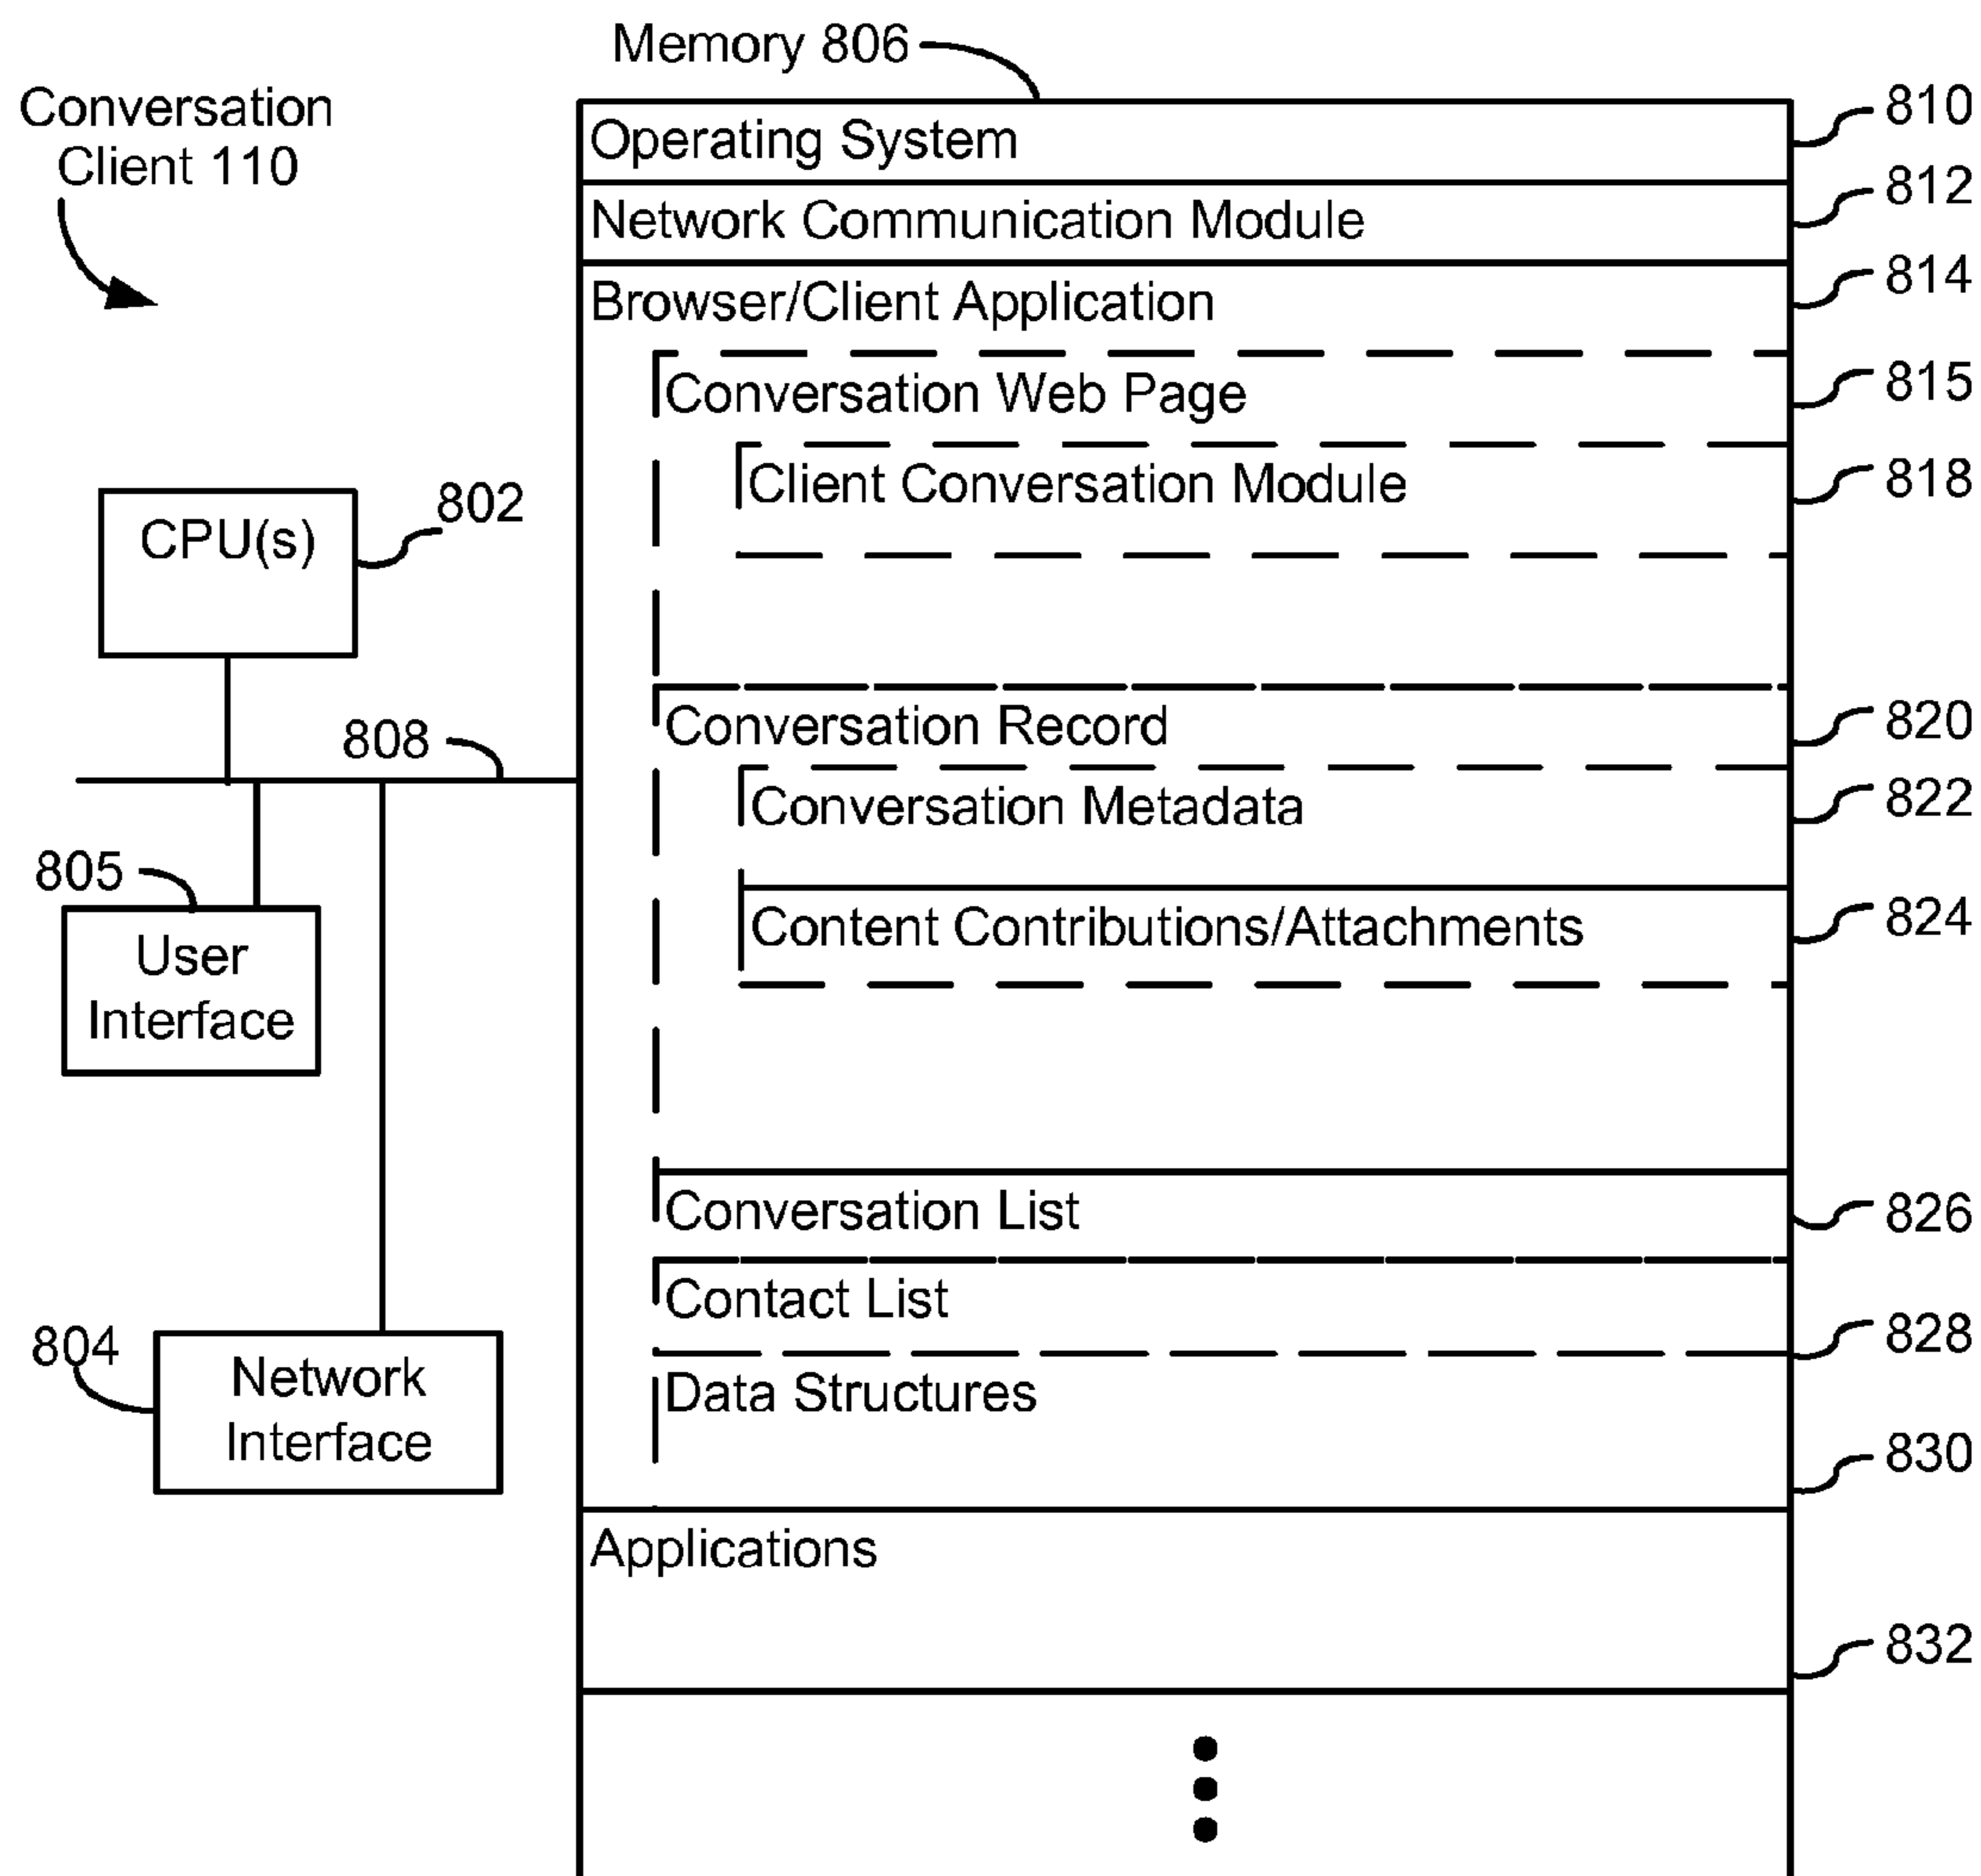 Memory 806
Conversation
Client 110
Operating System
810
Network Communication Module
812
Browser/Client Application
814
Conversation Web Page
815
Client Conversation Module
818
CPU(s)
802
Conversation Record
820
808
Conversation Metadata
822
805
User
Interface
Content Contributions/Attachments
824
Conversation List
826
Contact List
828
804
Network
Interface
Data Structures
830
Applications
832